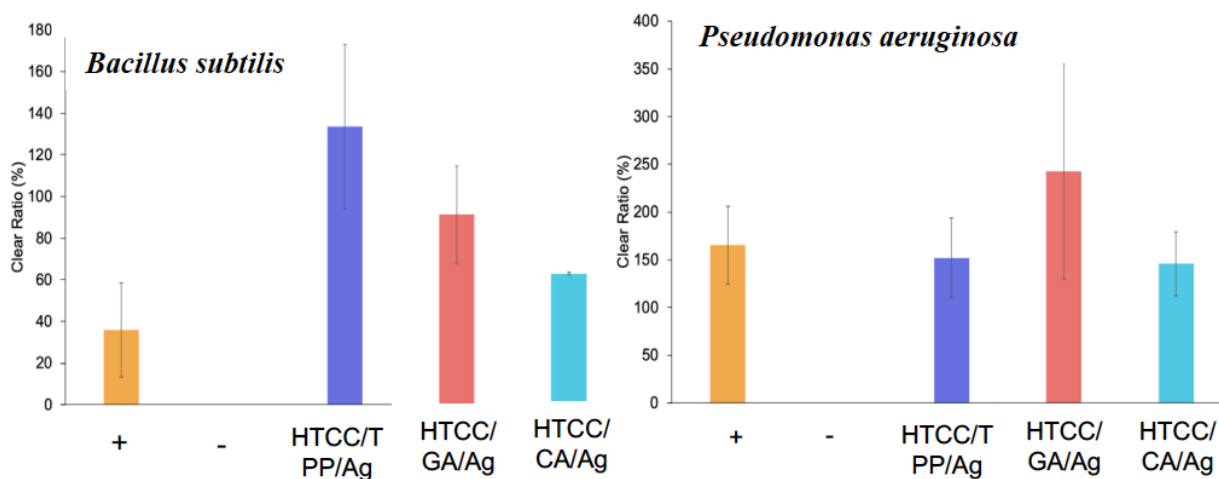 Bacillus subtilis
Clear Ratio (%)
180
160
140
120
100
80
60
40
20
0
+
-
HTCC/T
PP/Ag
HTCC/
GA/Ag
HTCC/
CA/Ag
Pseudomonas aeruginosa
Clear Ratio (%)
400
350
300
250
200
150
100
50
0
+
-
HTCC/T
PP/Ag
HTCC/
GA/Ag
HTCC/
CA/Ag